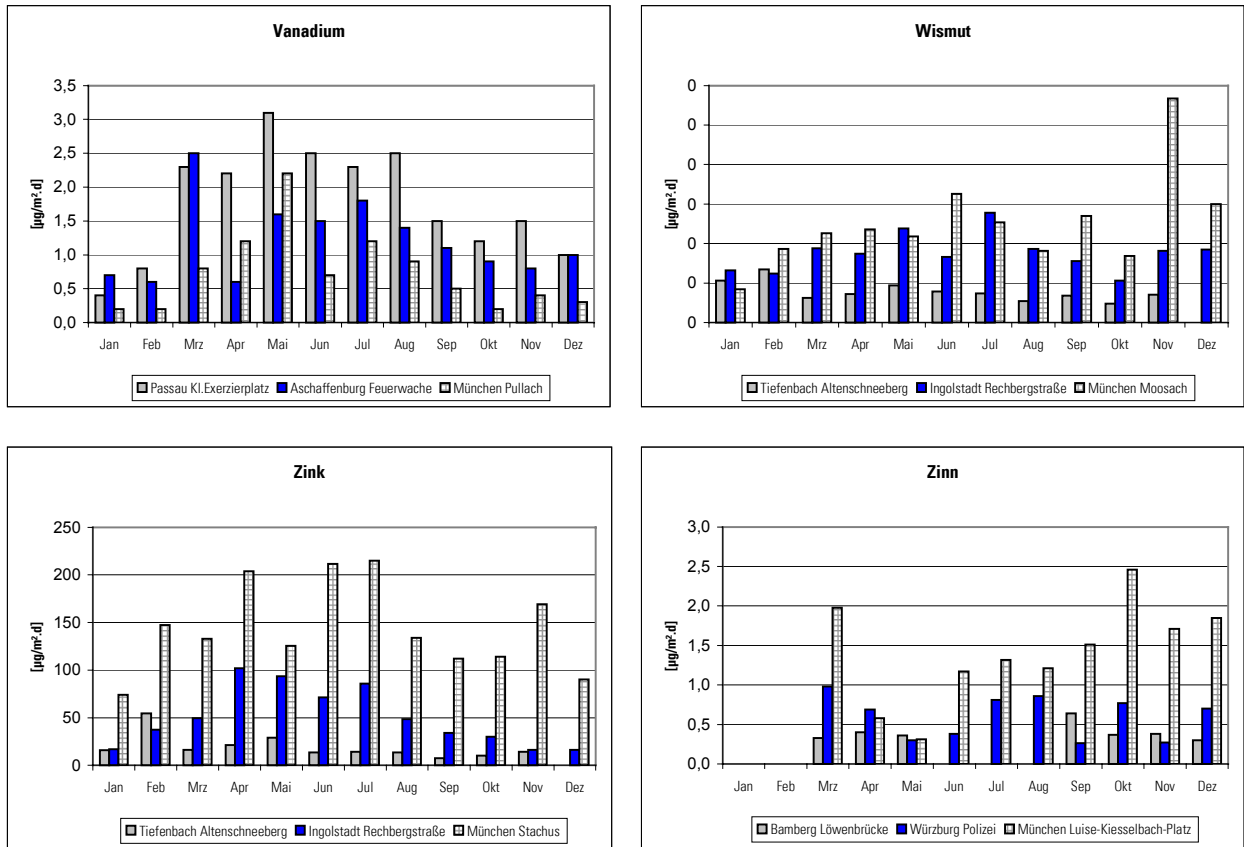 Vanadium
3,5
3,0
2,5
2,0
1,5
1,0
0,5
0,0
[µg/m².d]
Jan Feb Mrz Apr Mai Jun Jul Aug Sep Okt Nov Dez
Passau Kl.Exerzierplatz Aschaffenburg Feuerwache München Pullach
Wismut
0
0
0
0
0
0
0
[µg/m².d]
Jan Feb Mrz Apr Mai Jun Jul Aug Sep Okt Nov Dez
Tiefenbach Altenschneeberg Ingolstadt Rechbergstraße München Moosach
Zink
250
200
150
100
50
0
[µg/m².d]
Jan Feb Mrz Apr Mai Jun Jul Aug Sep Okt Nov Dez
Tiefenbach Altenschneeberg Ingolstadt Rechbergstraße München Stachus
Zinn
3,0
2,5
2,0
1,5
1,0
0,5
0,0
[µg/m².d]
Jan Feb Mrz Apr Mai Jun Jul Aug Sep Okt Nov Dez
Bamberg Löwenbrücke Würzburg Polizei München Luise-Kiesselbach-Platz